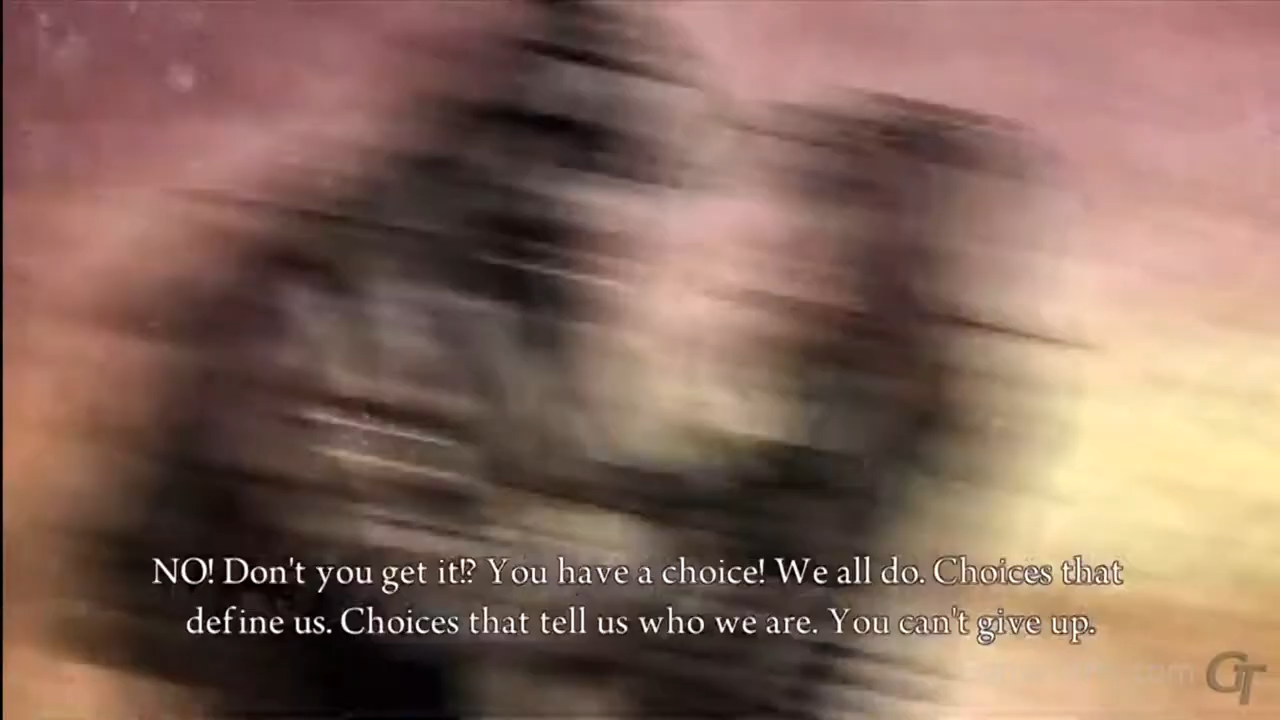 NO! Don't you get it!? You have a choice! We all do. Choices that
define us. Choices that tell us who we are. You can't give up.
GT